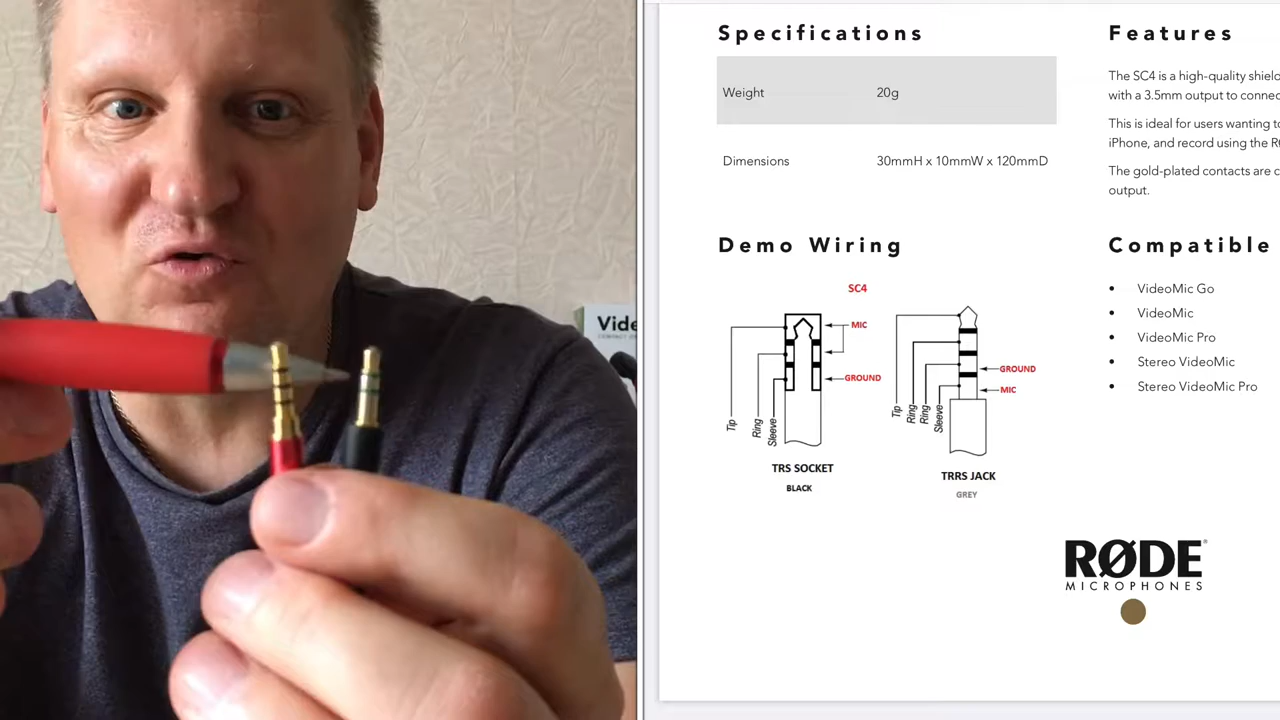 Specifications
Weight 20g
Dimensions 30mmH x 10mmW x 120mmD
Features
The SC4 is a high-quality
with a 3.5mm output to
This is ideal for users wanting
iPhone, and record using the
The gold-plated contacts are
output.
Demo Wiring
SC4
MIC
GROUND
Tip
Ring
Sleeve
TRS SOCKET
BLACK
GROUND
MIC
Tip
Ring
Ring
Sleeve
TRRS JACK
GREY
Compatible
• VideoMic Go
• VideoMic
• VideoMic Pro
• Stereo VideoMic
• Stereo VideoMic Pro
RØDE®
MICROPHONES
Vide